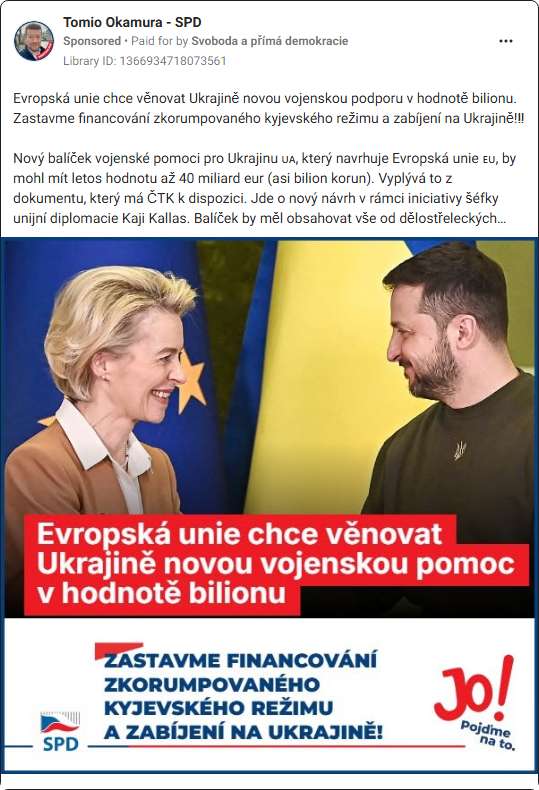 Tomio Okamura - SPD
Sponsored • Paid for by Svoboda a přímá demokracie
Library ID: 1366934718073561
Evropská unie chce věnovat Ukrajině novou vojenskou podporu v hodnotě bilionu.
Zastavme financování zkorumpovaného kyjevského režimu a zabíjení na Ukrajině!!!
Nový balíček vojenské pomoci pro Ukrajinu 🇺🇦, který navrhuje Evropská unie 🇪🇺, by
mohl mít letos hodnotu až 40 miliard eur (asi bilion korun). Vyplývá to z
dokumentu, který má ČTK k dispozici. Jde o nový návrh v rámci iniciativy šéfky
unijní diplomacie Kaji Kallas. Balíček by měl obsahovat vše od dělostřeleckých...
Evropská unie chce věnovat
Ukrajině novou vojenskou pomoc
v hodnotě bilionu
ZASTAVME FINANCOVÁNÍ
ZKORUMPOVANÉHO
KYJEVSKÉHO REŽIMU
A ZABÍJENÍ NA UKRAJINĚ!
SPD
Jo!
Pojďme
na to.